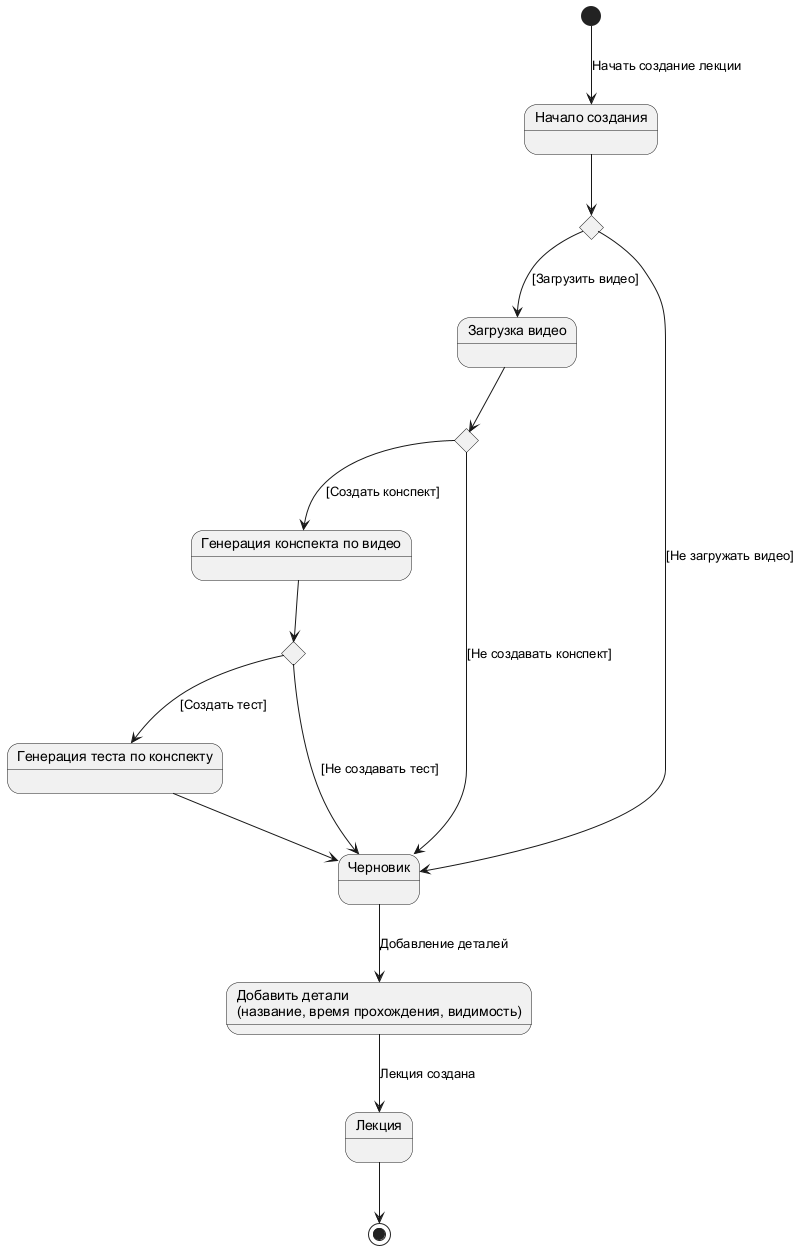 Начать создание лекции
Начало создания
[Загрузить видео]
Загрузка видео
[Создать конспект]
Генерация конспекта по видео
[Не загружать видео]
[Не создавать конспект]
[Создать тест]
Генерация теста по конспекту
[Не создавать тест]
Черновик
Добавление деталей
Добавить детали
(название, время прохождения, видимость)
Лекция создана
Лекция